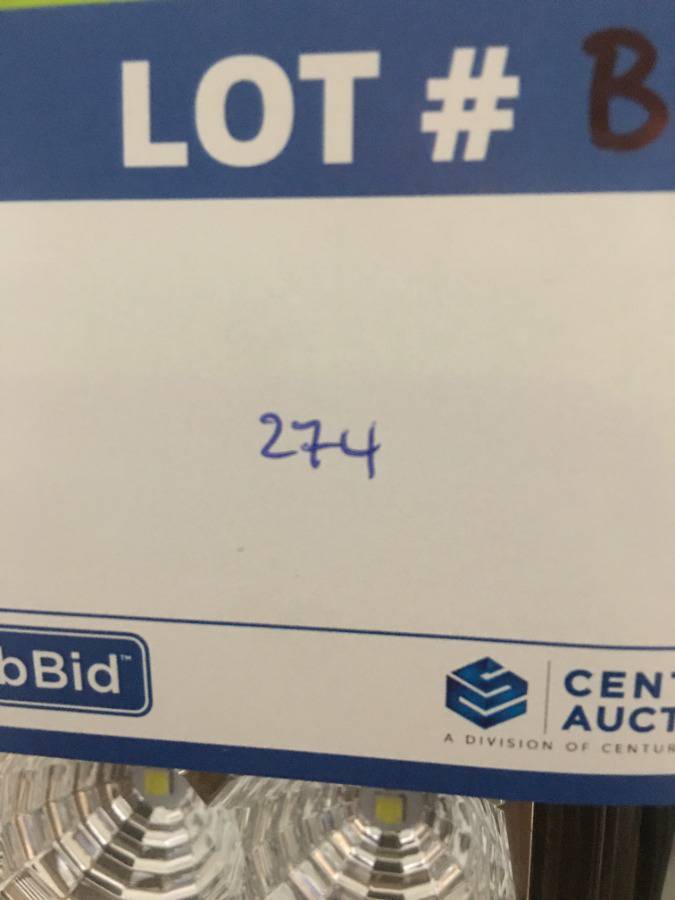 LOT # B
274
bBid™
CENT
AUCT
A DIVISION OF CENTUR